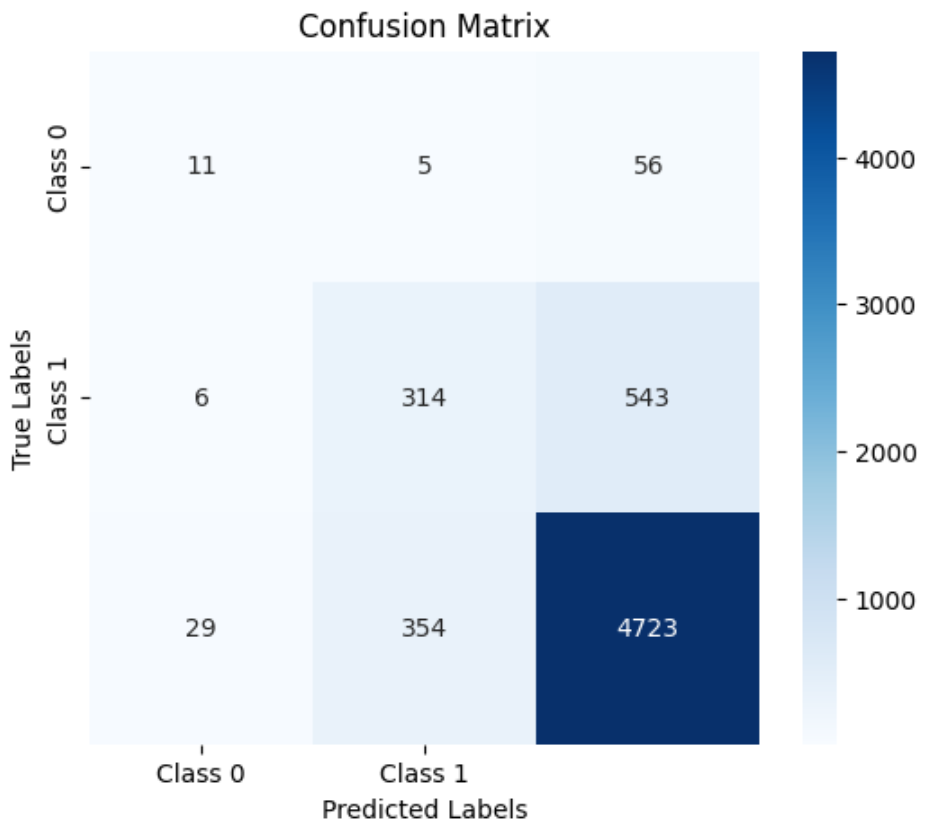 Confusion Matrix
Class 0
11 5 56
4000
3000
True Labels
Class 1
6 314 543
2000
1000
29 354 4723
Class 0 Class 1
Predicted Labels